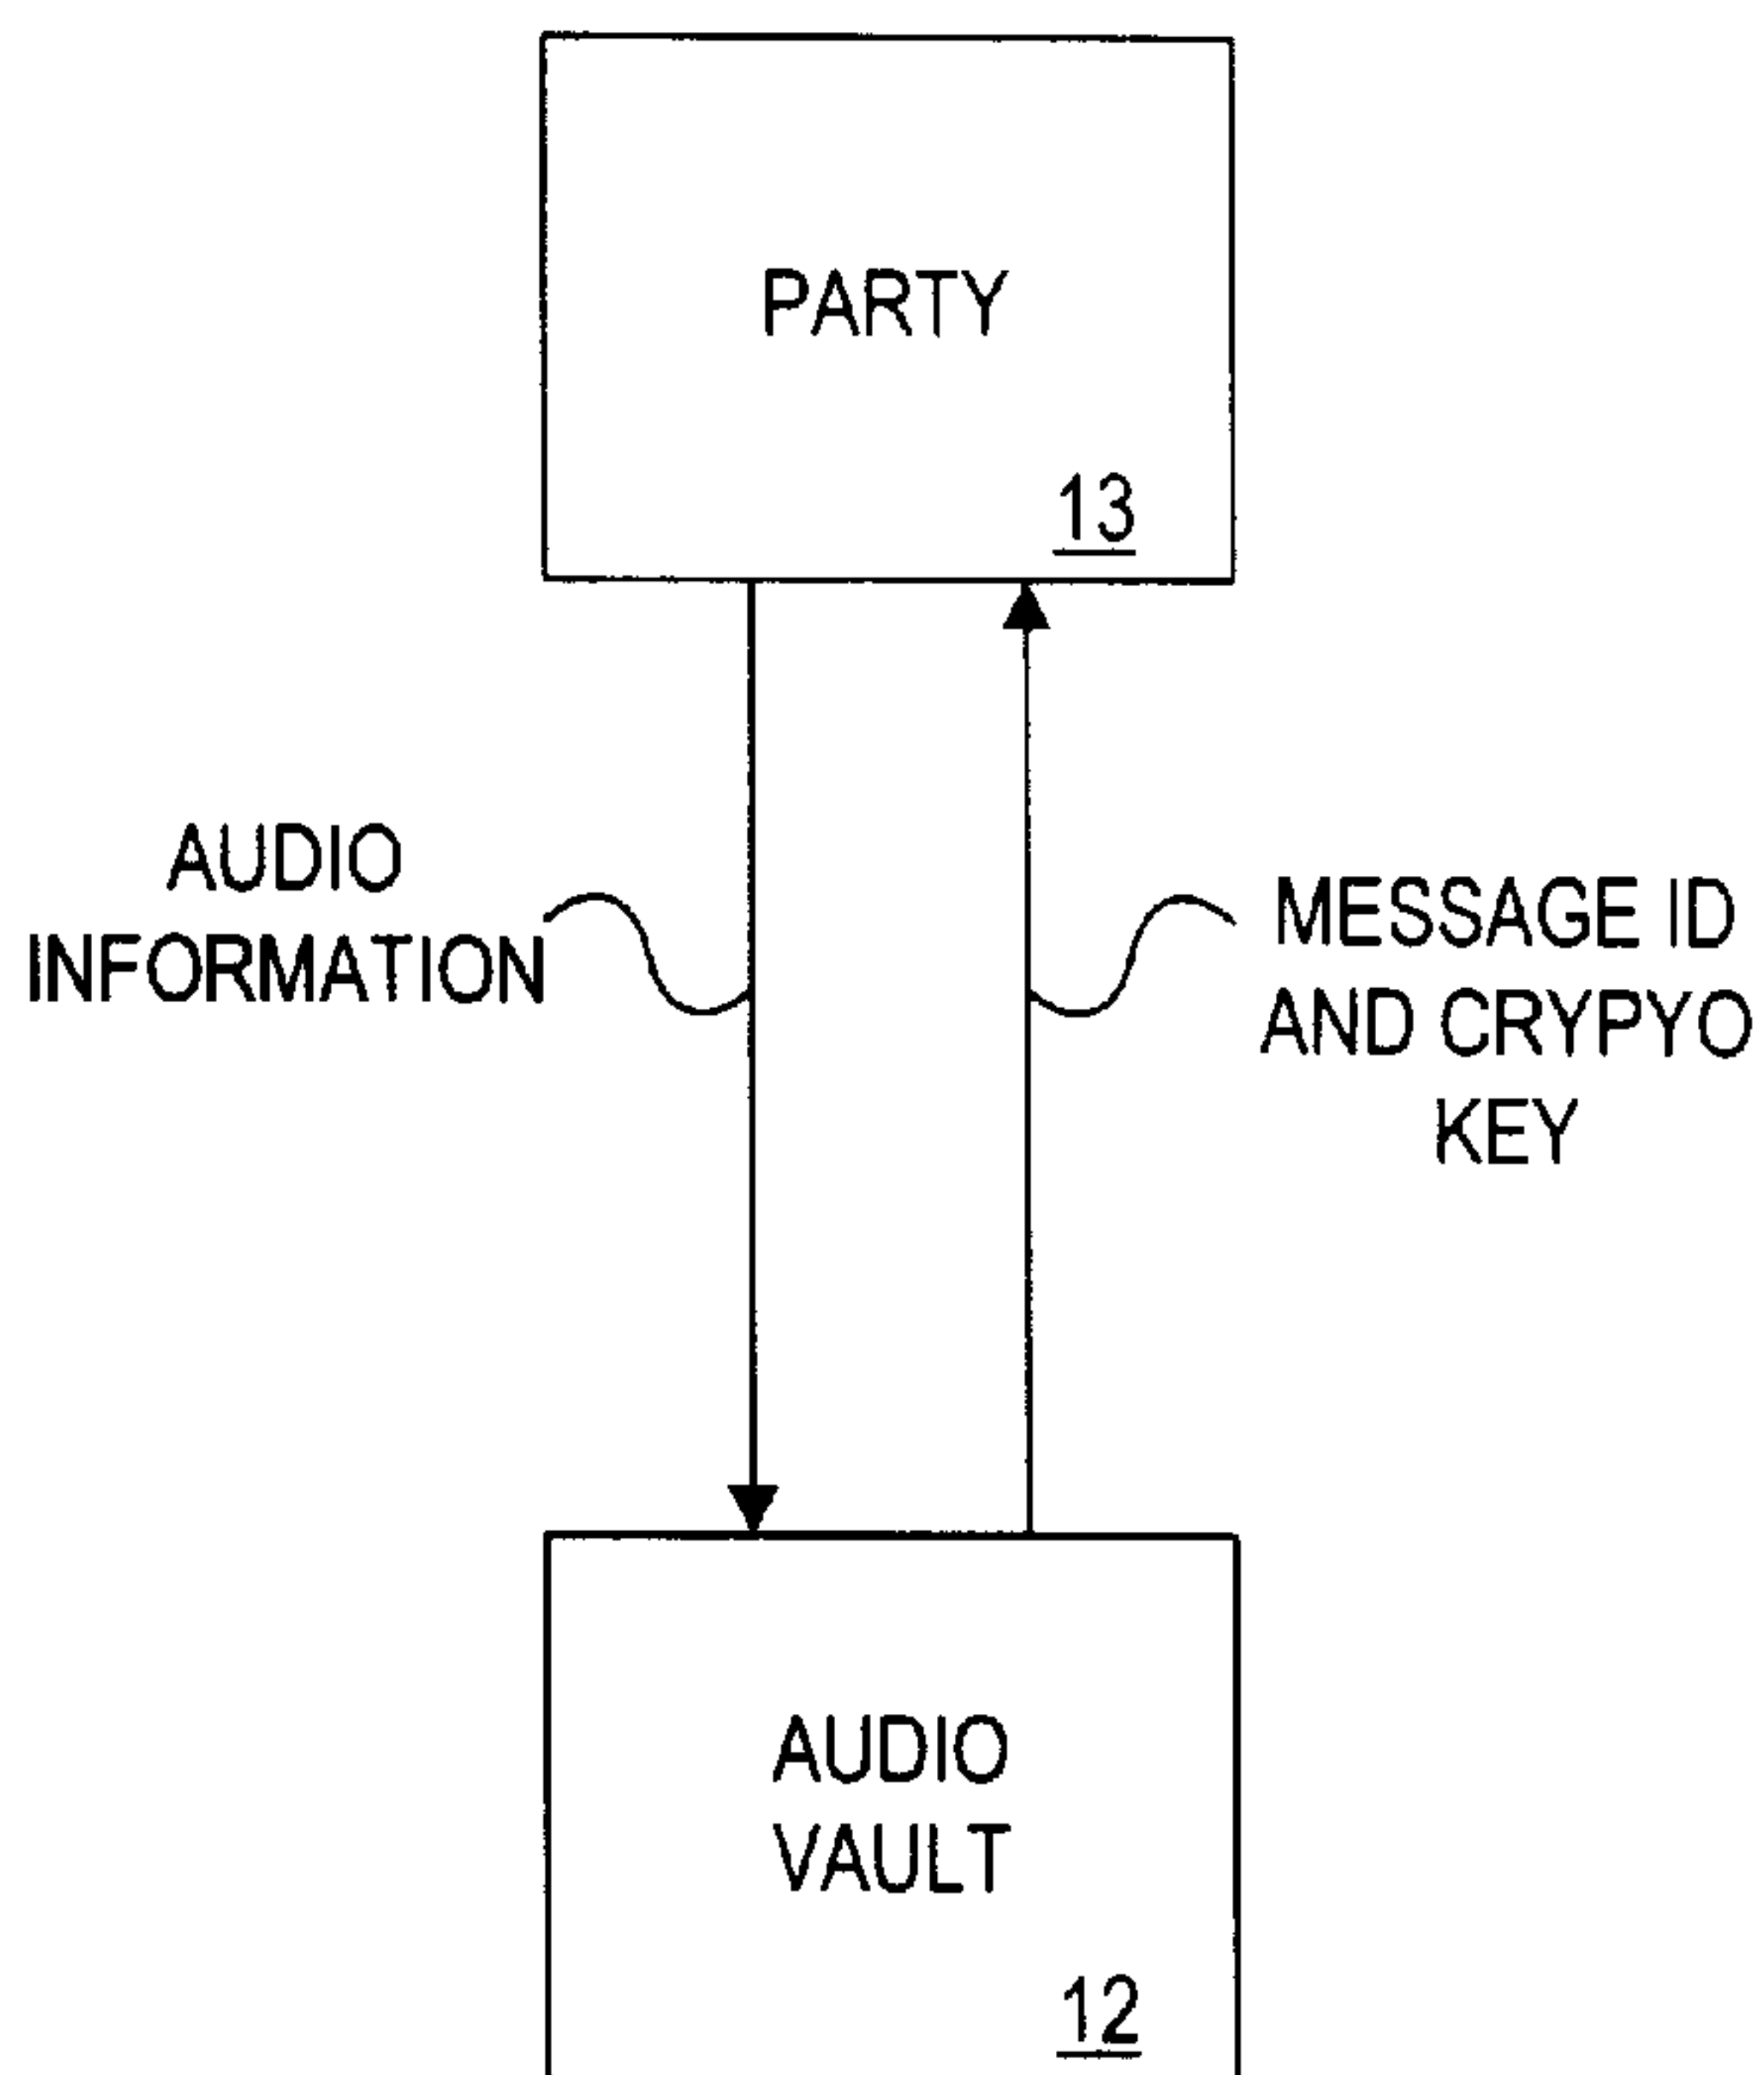 PARTY
13
AUDIO
INFORMATION
MESSAGE ID
AND CRYPYO
KEY
AUDIO
VAULT
12